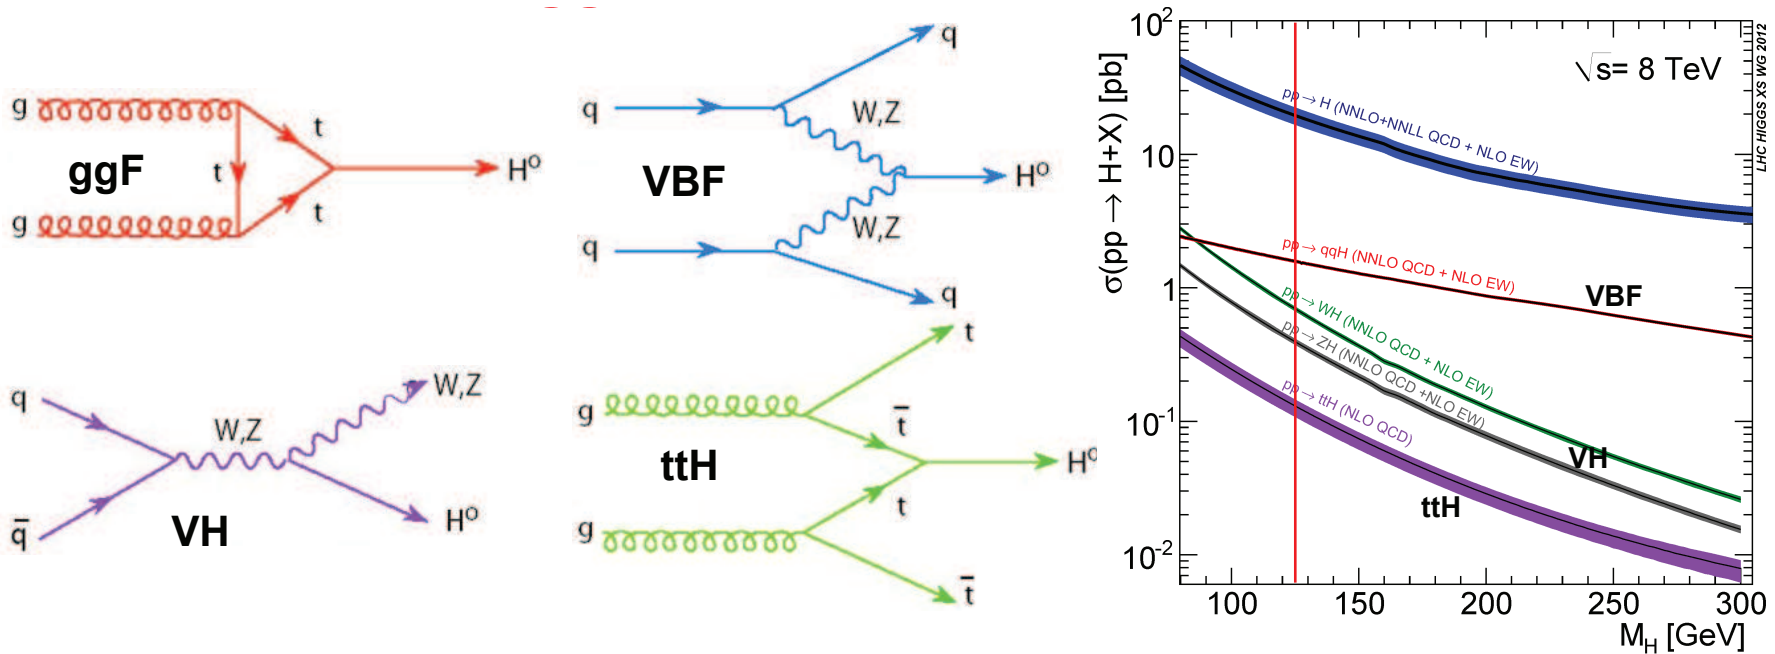 g
t
ggF
t
H⁰
g
t
q
q
W,Z
VBF
H⁰
W,Z
q
q
q
W,Z
W,Z
q̅
VH
H⁰
t
g
t̅
ttH
H⁰
t
g
t̅
σ(pp → H+X) [pb]
10²
10
1
10⁻¹
10⁻²
√s= 8 TeV
LHC HIGGS XS WG 2012
pp → H (NNLO+NNLL QCD + NLO EW)
pp → qqH (NNLO QCD + NLO EW)
VBF
pp → WH (NNLO QCD + NLO EW)
pp → ZH (NNLO QCD +NLO EW)
VH
pp → ttH (NLO QCD)
ttH
100 150 200 250 300
M_H [GeV]